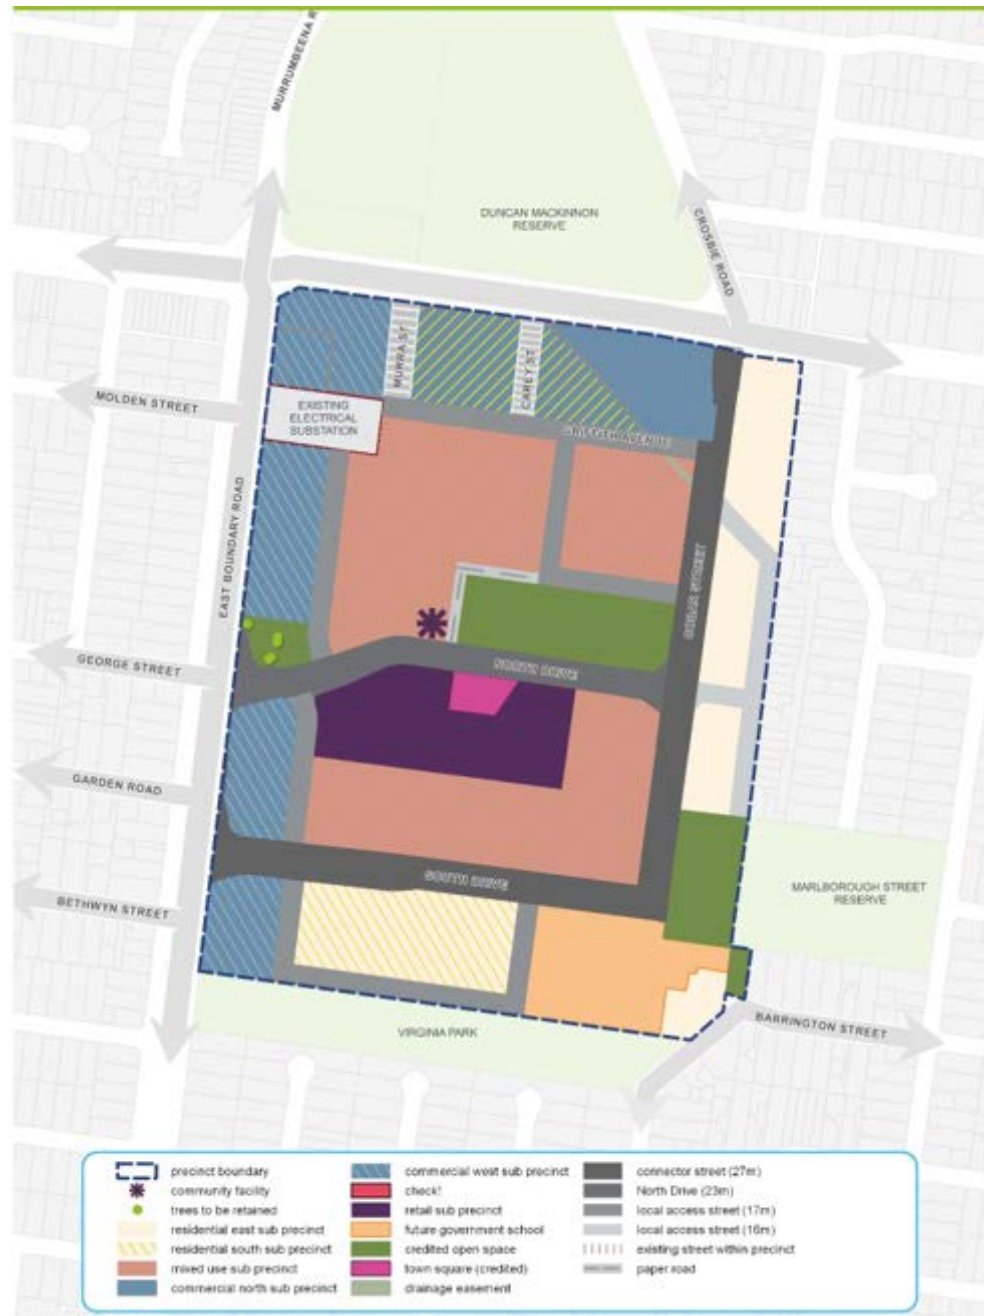 MURRUMBEENA R
DUNCAN MACKINNON
RESERVE
CROSBIE ROAD
MURRA ST
CAREY ST
MOLDEN STREET
EXISTING
ELECTRICAL
SUBSTATION
GRIFFITH AVENUE
EAST BOUNDARY ROAD
COBAR STREET
GEORGE STREET
NORTH DRIVE
GARDEN ROAD
SOUTH DRIVE
MARLBOROUGH STREET
RESERVE
BETHWYN STREET
BARRINGTON STREET
VIRGINIA PARK
precinct boundary
community facility
trees to be retained
residential east sub precinct
residential south sub precinct
mixed use sub precinct
commercial north sub precinct
commercial west sub precinct
check!
retail sub precinct
future government school
credited open space
town square (credited)
drainage easement
connector street (27m)
North Drive (23m)
local access street (17m)
local access street (16m)
existing street within precinct
paper road